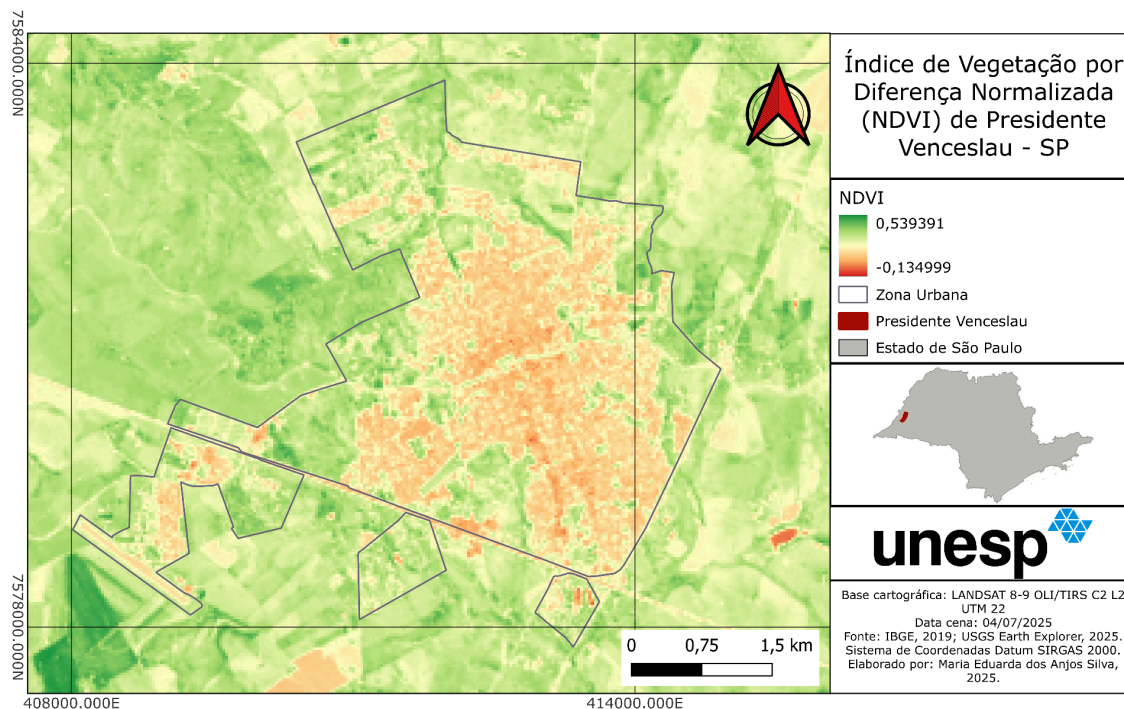 7584000.000N
7578000.000N
408000.000E
414000.000E
0 0,75 1,5 km
Índice de Vegetação por
Diferença Normalizada
(NDVI) de Presidente
Venceslau - SP
NDVI
0,539391
-0,134999
Zona Urbana
Presidente Venceslau
Estado de São Paulo
unesp
Base cartográfica: LANDSAT 8-9 OLI/TIRS C2 L2
UTM 22
Data cena: 04/07/2025
Fonte: IBGE, 2019; USGS Earth Explorer, 2025.
Sistema de Coordenadas Datum SIRGAS 2000.
Elaborado por: Maria Eduarda dos Anjos Silva,
2025.